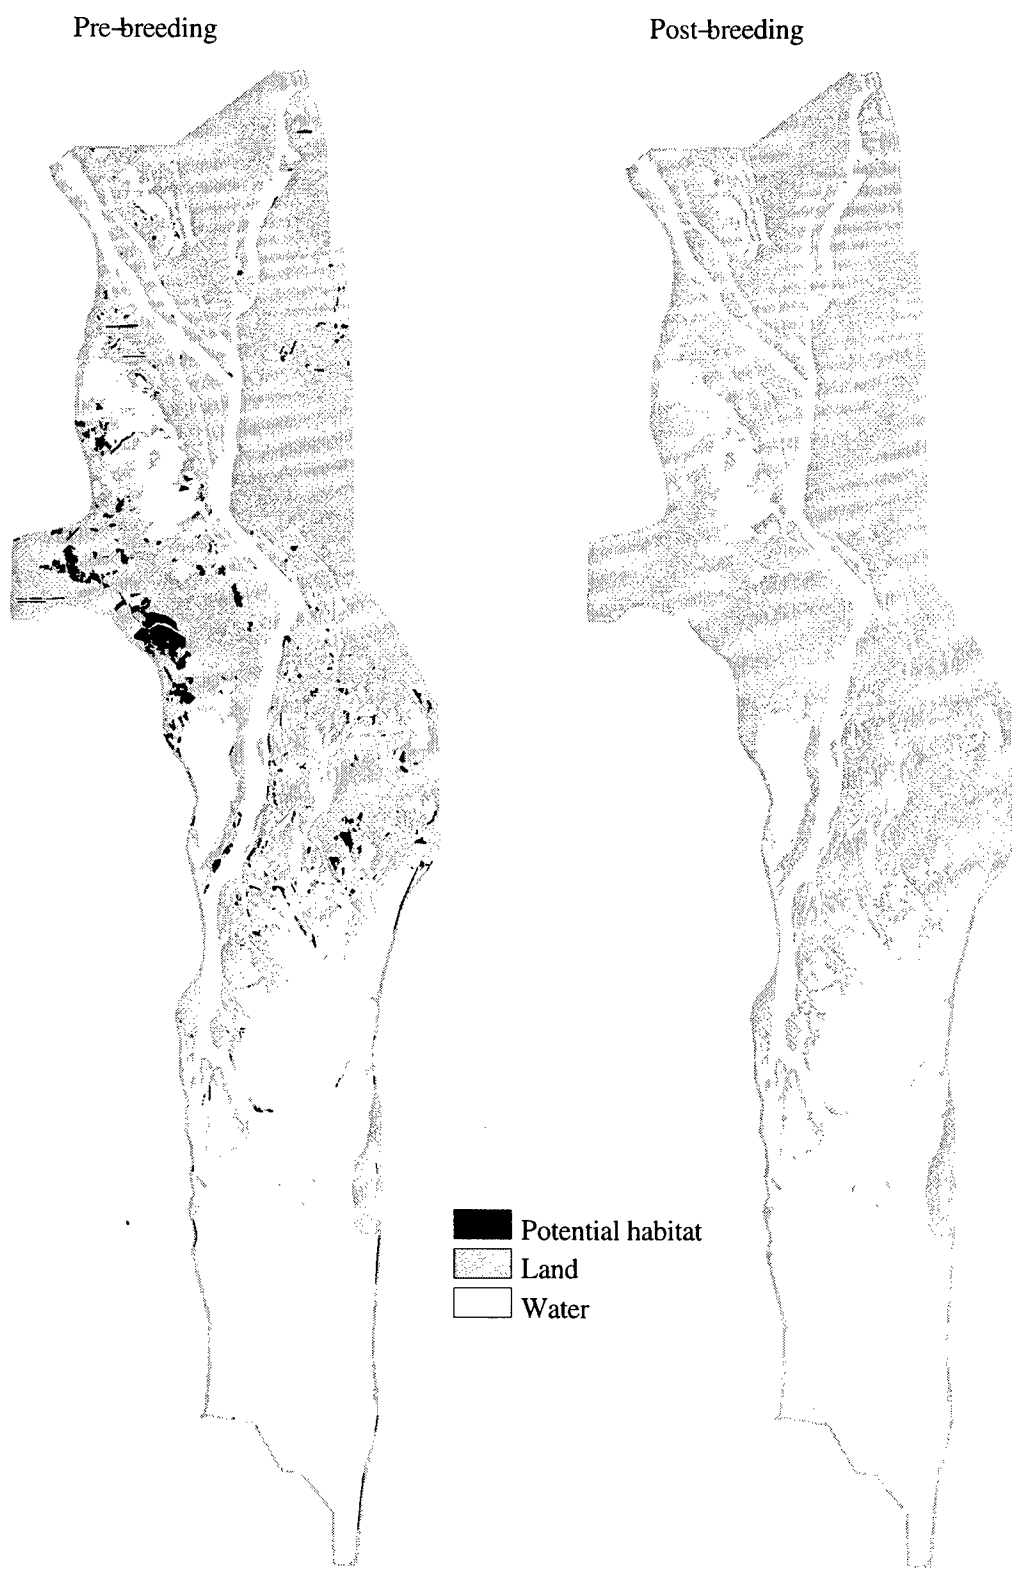 Pre-breeding
Post-breeding
Potential habitat
Land
Water